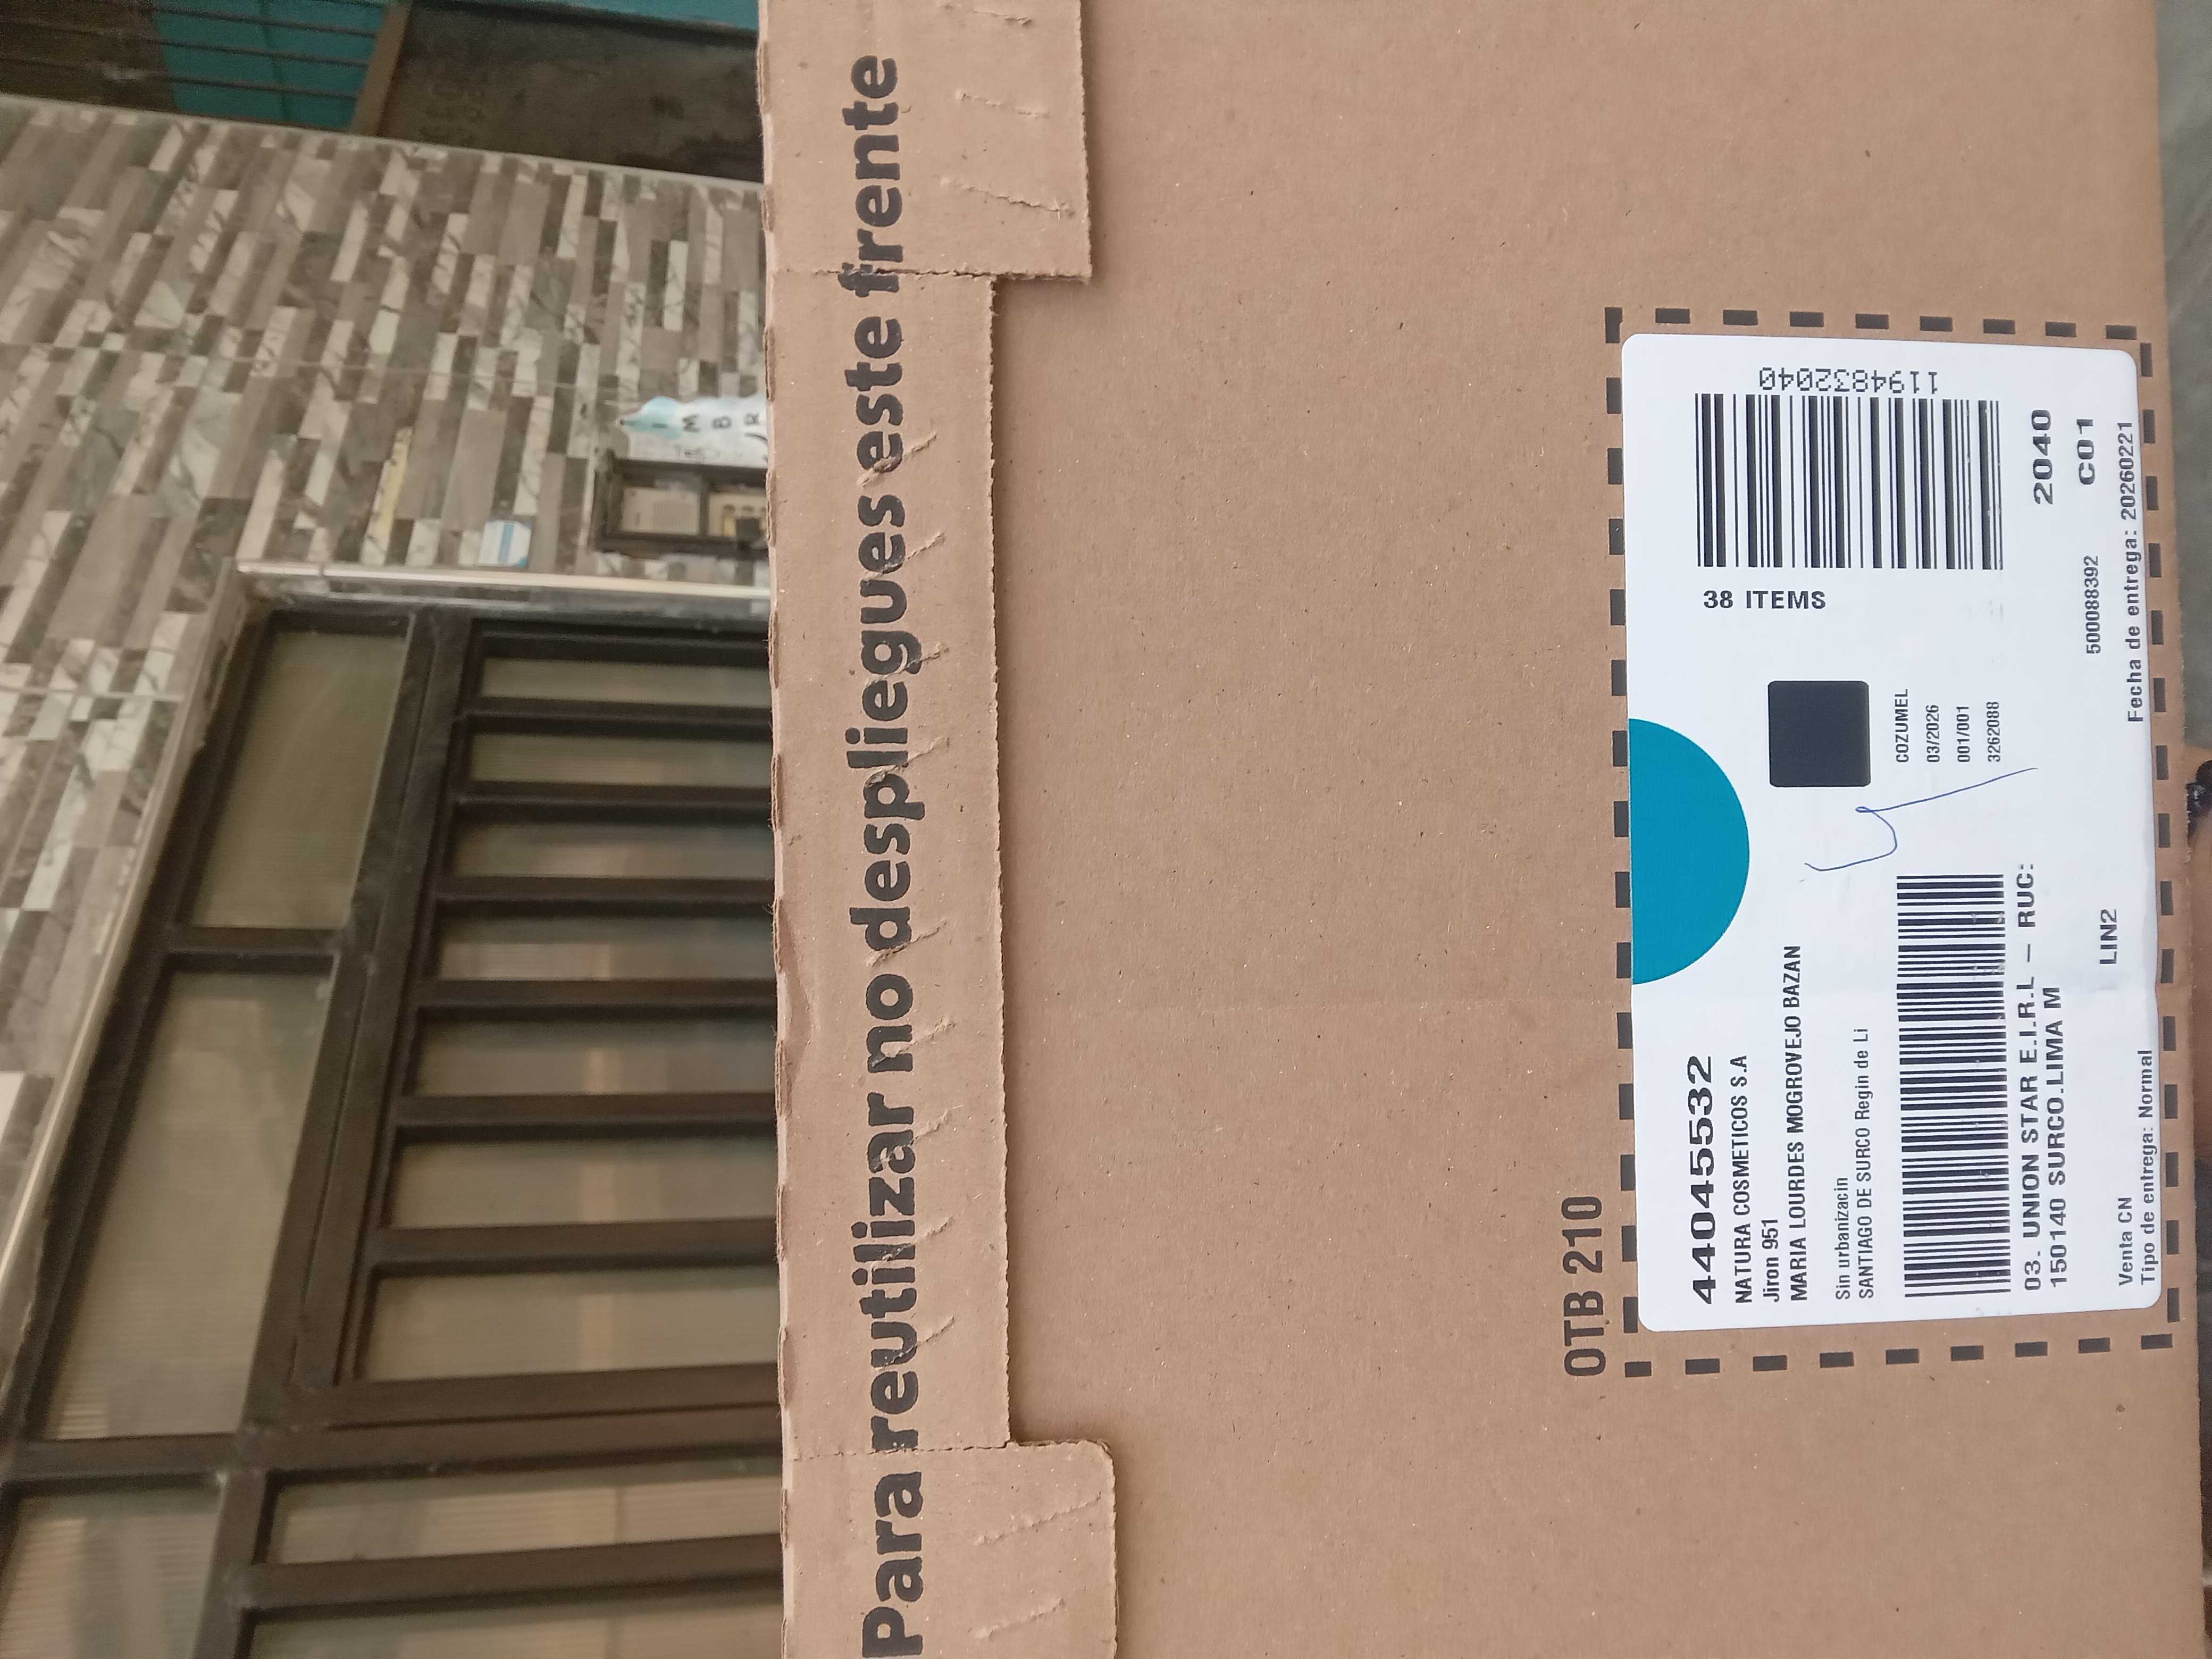 Para reutilizar no despliegues este frente
OTB 210
44045532
NATURA COSMETICOS S.A
Jiron 951
MARIA LOURDES MOGROVEJO BAZAN
Sin urbanizacin
SANTIAGO DE SURCO Regin de Li
03. UNION STAR E.I.R.L – RUC:
150140 SURCO.LIMA M
LIN2
Venta CN
Tipo de entrega: Normal
COZUMEL
03/2026
001/001
3262088
38 ITEMS
1194832040
2040
C01
500088392
Fecha de entrega: 20260221